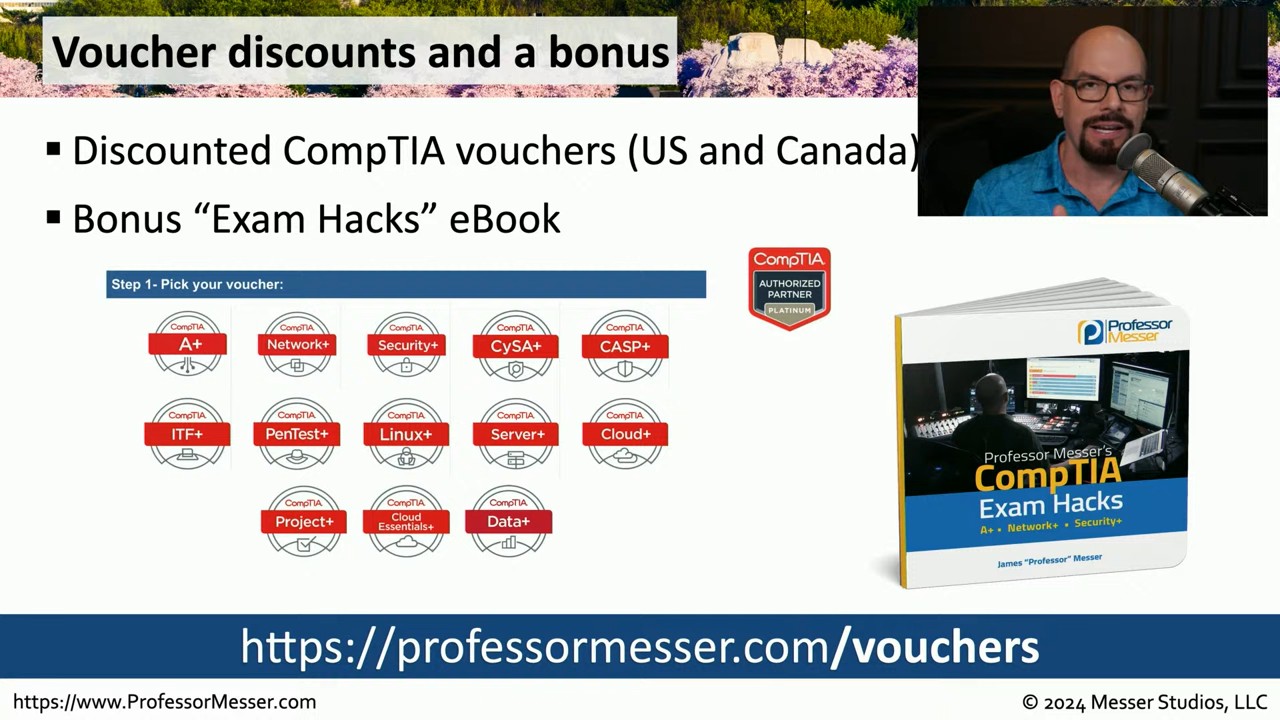 Voucher discounts and a bonus
▪ Discounted CompTIA vouchers (US and Canada)
▪ Bonus “Exam Hacks” eBook
Step 1- Pick your voucher:
CompTIA A+
CompTIA Network+
CompTIA Security+
CompTIA CySA+
CompTIA CASP+
CompTIA ITF+
CompTIA PenTest+
CompTIA Linux+
CompTIA Server+
CompTIA Cloud+
CompTIA Project+
CompTIA Cloud Essentials+
CompTIA Data+
CompTIA
AUTHORIZED
PARTNER
PLATINUM
Professor
Messer
Professor Messer's
CompTIA
Exam Hacks
A+ • Network+ • Security+
James “Professor” Messer
https://professormesser.com/vouchers
https://www.ProfessorMesser.com
© 2024 Messer Studios, LLC